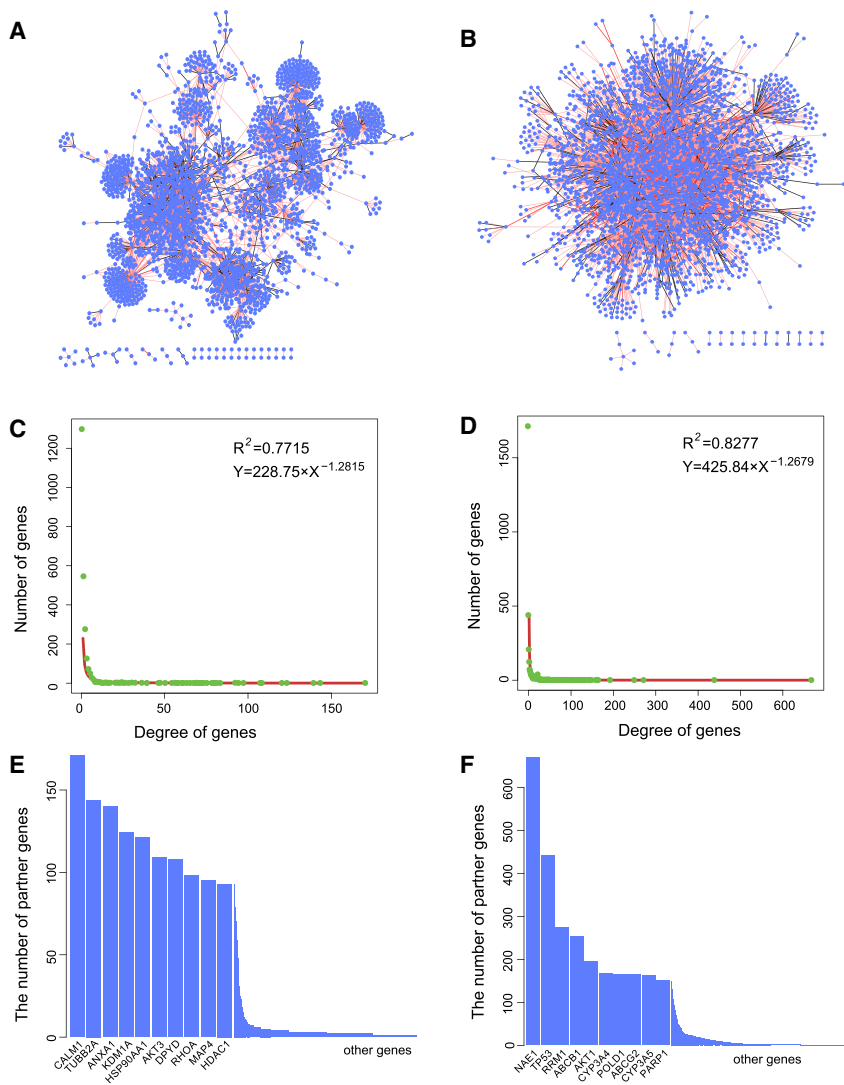 A
B
C
R²=0.7715
Y=228.75×X^−1.2815
Number of genes
0
200
400
600
800
1000
1200
0
50
100
150
Degree of genes
D
R²=0.8277
Y=425.84×X^−1.2679
Number of genes
0
500
1000
1500
0
100
200
300
400
500
600
Degree of genes
E
The number of partner genes
0
50
100
150
CALM1
TUBB2A
ANXA1
KDM1A
HSP90AA1
AKT3
DPYD
RHOA
MAP4
HDAC1
other genes
F
The number of partner genes
0
100
200
300
400
500
600
NAE1
TP53
RRM1
ABCB1
AKT1
CYP3A4
POLD1
ABCG2
CYP3A5
PARP1
other genes